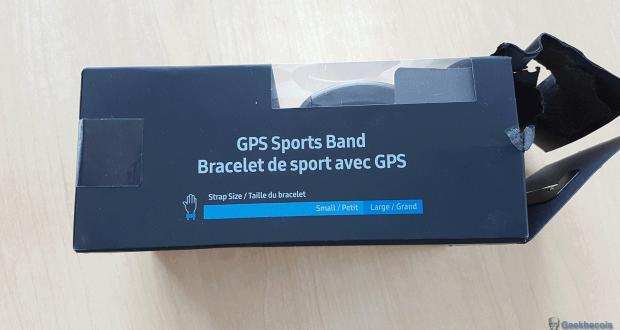 GPS Sports Band
Bracelet de sport avec GPS
Strap Size / Taille du bracelet
Small / Petit Large / Grand
Geekbecois